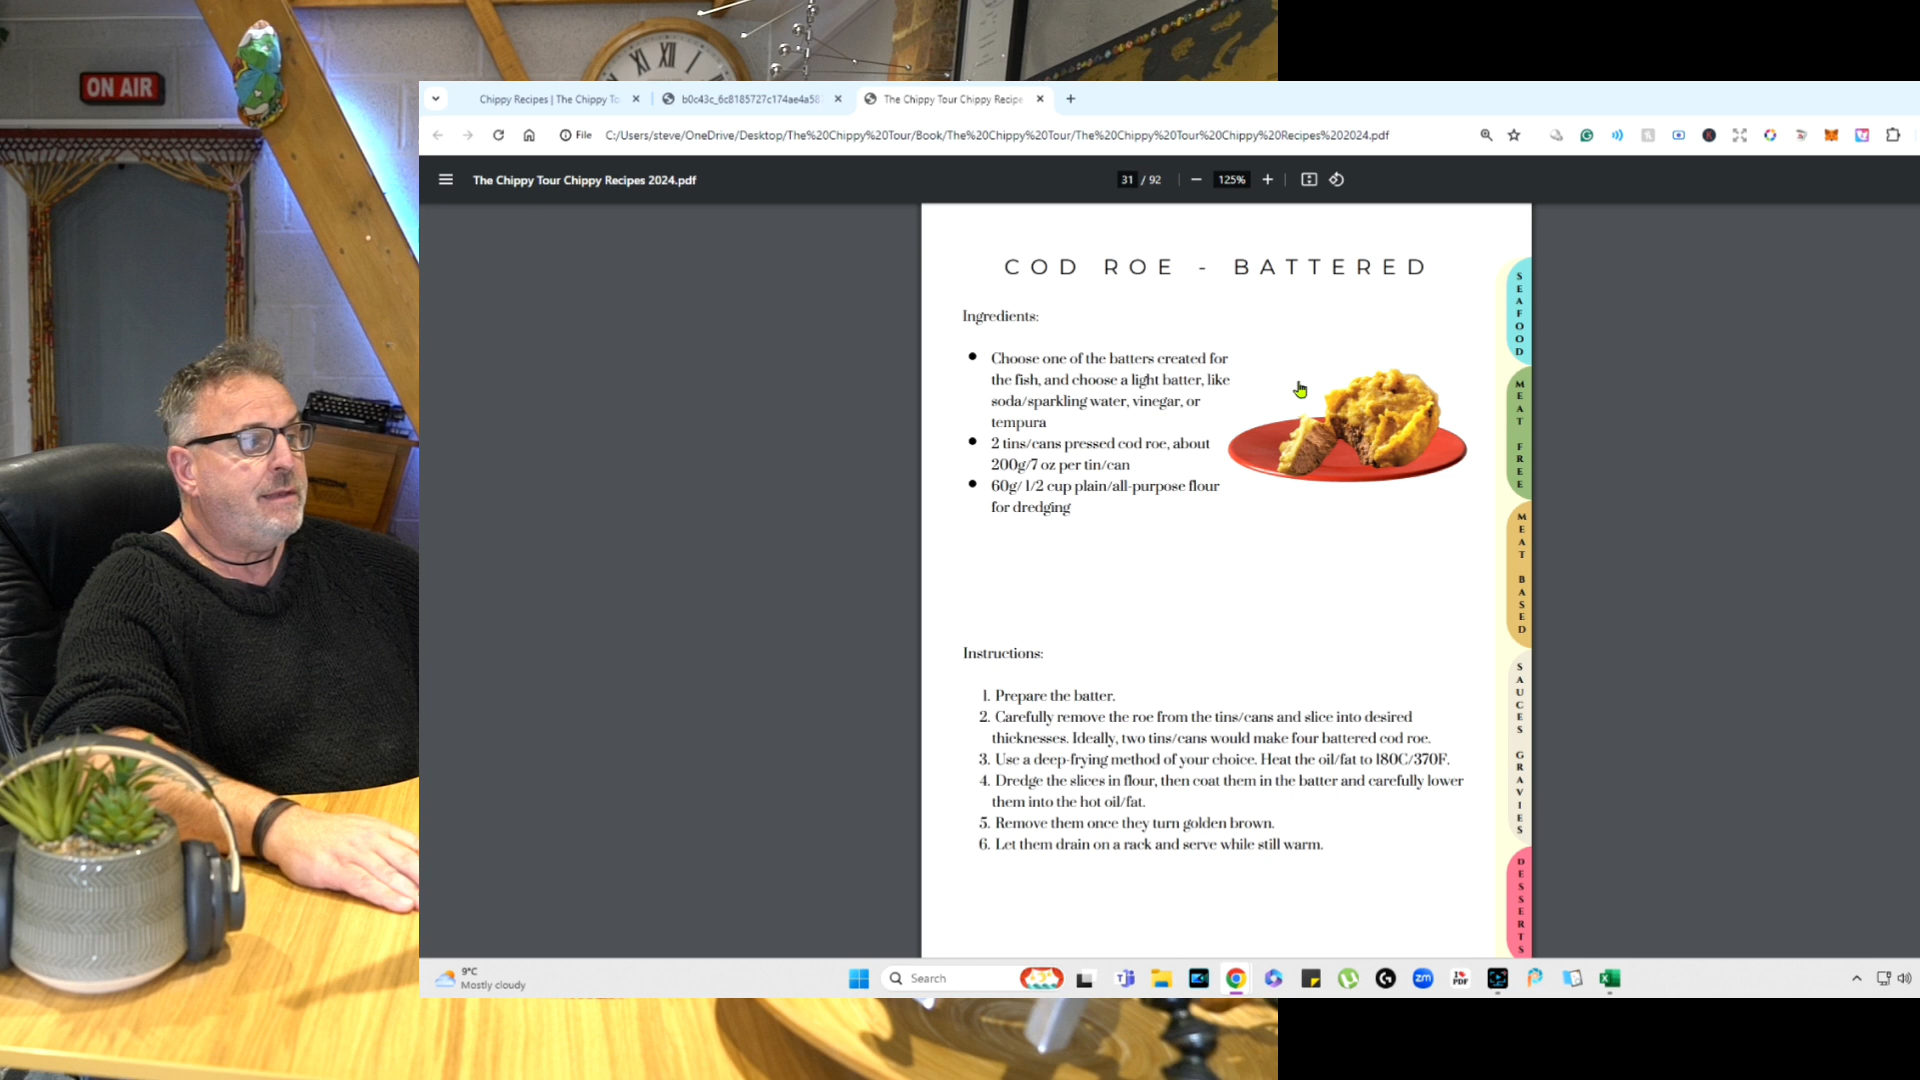 ON AIR
XI XII I
Chippy Recipes | The Chippy To
b0c43c_6c8185727c174ae4a58
The Chippy Tour Chippy Recipe
File
C:/Users/steve/OneDrive/Desktop/The%20Chippy%20Tour/Book/The%20Chippy%20Tour/The%20Chippy%20Tour%20Chippy%20Recipes%202024.pdf
The Chippy Tour Chippy Recipes 2024.pdf
31 / 92
125%
COD ROE - BATTERED
Ingredients:
Choose one of the batters created for
the fish, and choose a light batter, like
soda/sparkling water, vinegar, or
tempura
2 tins/cans pressed cod roe, about
200g/7 oz per tin/can
60g/ 1/2 cup plain/all-purpose flour
for dredging
Instructions:
1. Prepare the batter.
2. Carefully remove the roe from the tins/cans and slice into desired
thicknesses. Ideally, two tins/cans would make four battered cod roe.
3. Use a deep-frying method of your choice. Heat the oil/fat to 180C/370F.
4. Dredge the slices in flour, then coat them in the batter and carefully lower
them into the hot oil/fat.
5. Remove them once they turn golden brown.
6. Let them drain on a rack and serve while still warm.
SEAFOOD
MEAT FREE
MEAT BASED
SAUCES GRAVIES
DESSERTS
9°C
Mostly cloudy
Search
zm
PDF